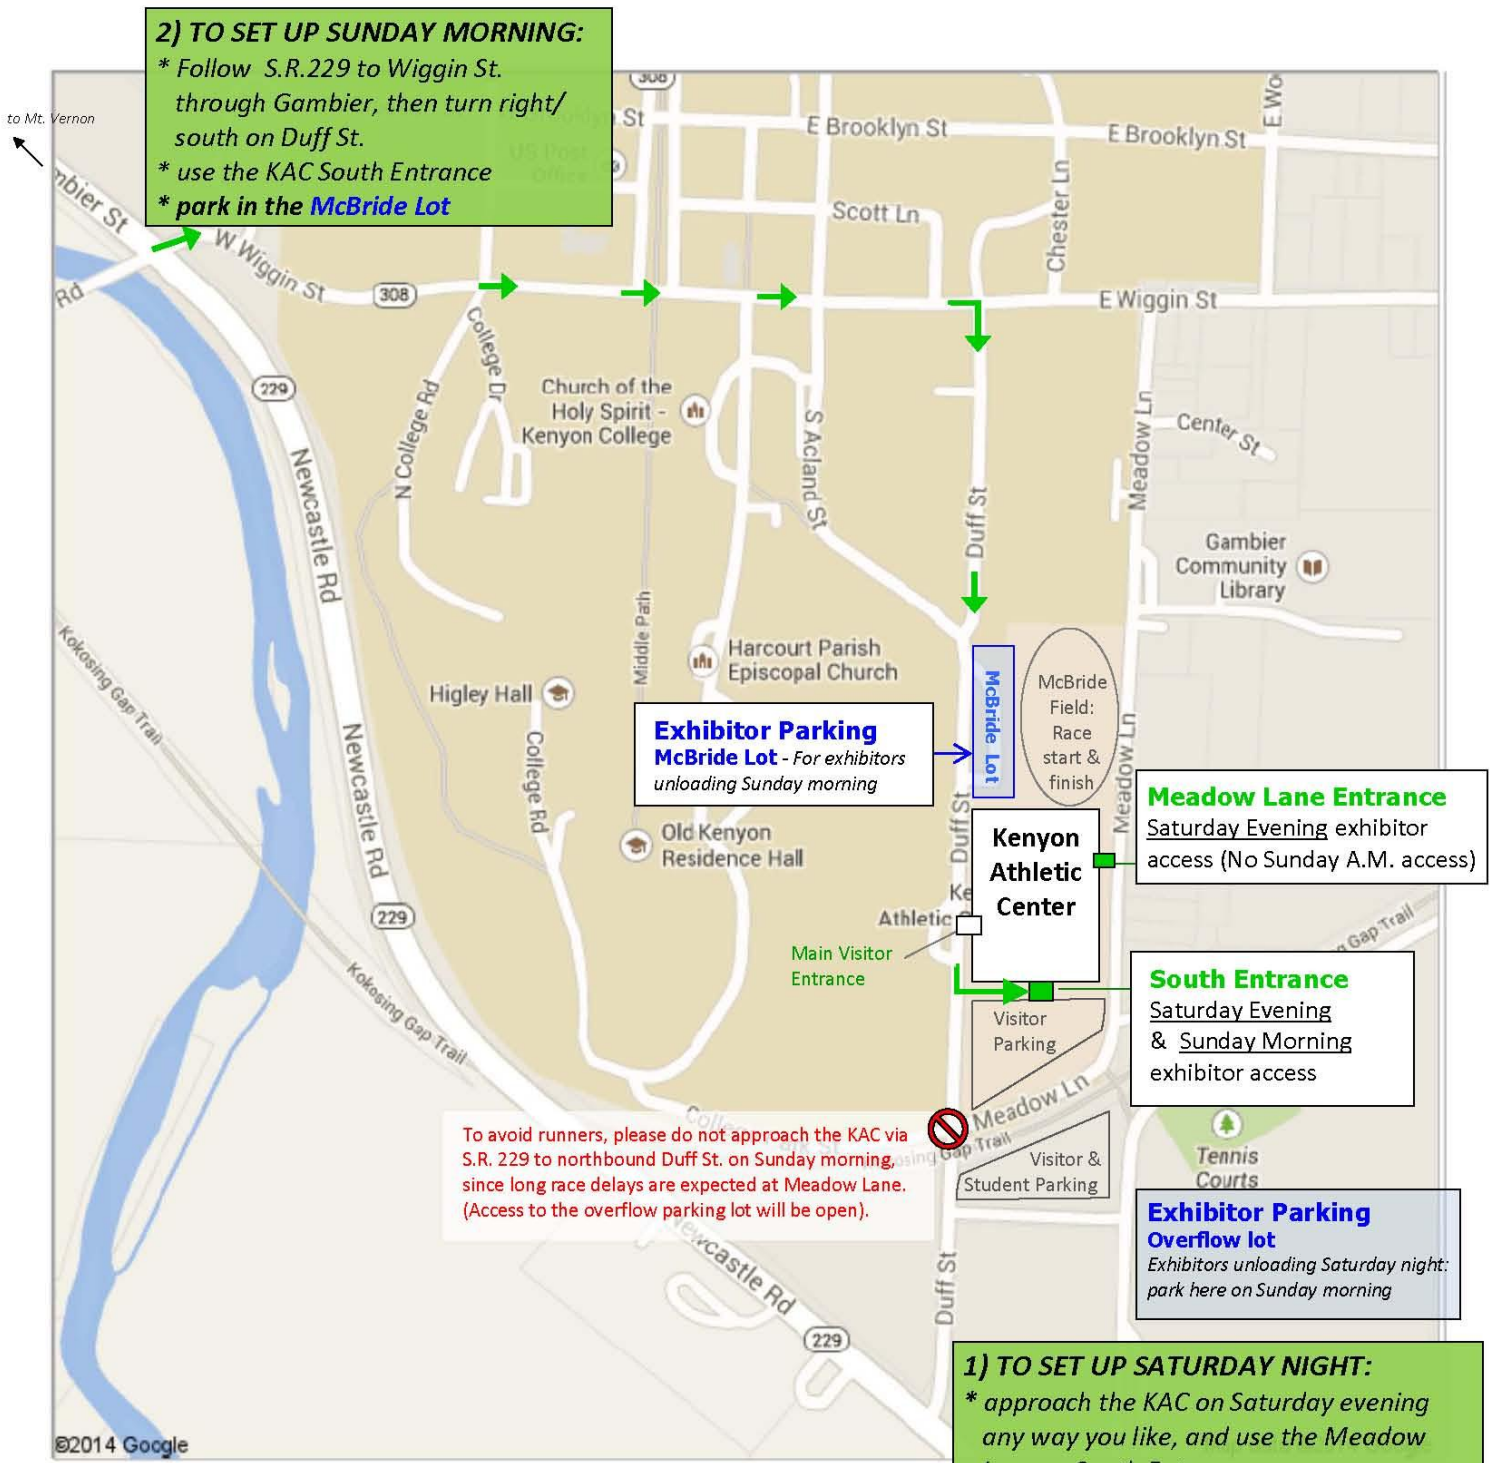 2) TO SET UP SUNDAY MORNING:
* Follow S.R.229 to Wiggin St.
through Gambier, then turn right/
south on Duff St.
* use the KAC South Entrance
* park in the McBride Lot
to Mt. Vernon
308
St
E Brooklyn St
E Brooklyn St
US Post
Office
Scott Ln
Chester Ln
W Wiggin St
308
E Wiggin St
Rd
229
College Dr
N College Rd
Church of the
Holy Spirit -
Kenyon College
S Acland St
Duff St
Meadow Ln
Center St
Newcastle Rd
Gambier
Community
Library
Kokosing Gap Trail
Middle Path
Harcourt Parish
Episcopal Church
Higley Hall
College Rd
Newcastle Rd
Exhibitor Parking
McBride Lot - For exhibitors
unloading Sunday morning
McBride Lot
McBride
Field:
Race
start &
finish
Meadow Ln
Duff St
Old Kenyon
Residence Hall
Kenyon
Athletic
Center
Meadow Lane Entrance
Saturday Evening exhibitor
access (No Sunday A.M. access)
229
Ke
Athletic
Main Visitor
Entrance
Gap Trail
South Entrance
Saturday Evening
& Sunday Morning
exhibitor access
Kokosing Gap Trail
Visitor
Parking
Meadow Ln
Gap Trail
To avoid runners, please do not approach the KAC via
S.R. 229 to northbound Duff St. on Sunday morning,
since long race delays are expected at Meadow Lane.
(Access to the overflow parking lot will be open).
Visitor &
Student Parking
Tennis
Courts
Exhibitor Parking
Overflow lot
Exhibitors unloading Saturday night:
park here on Sunday morning
Newcastle Rd
Duff St
229
1) TO SET UP SATURDAY NIGHT:
* approach the KAC on Saturday evening
any way you like, and use the Meadow
©2014 Google